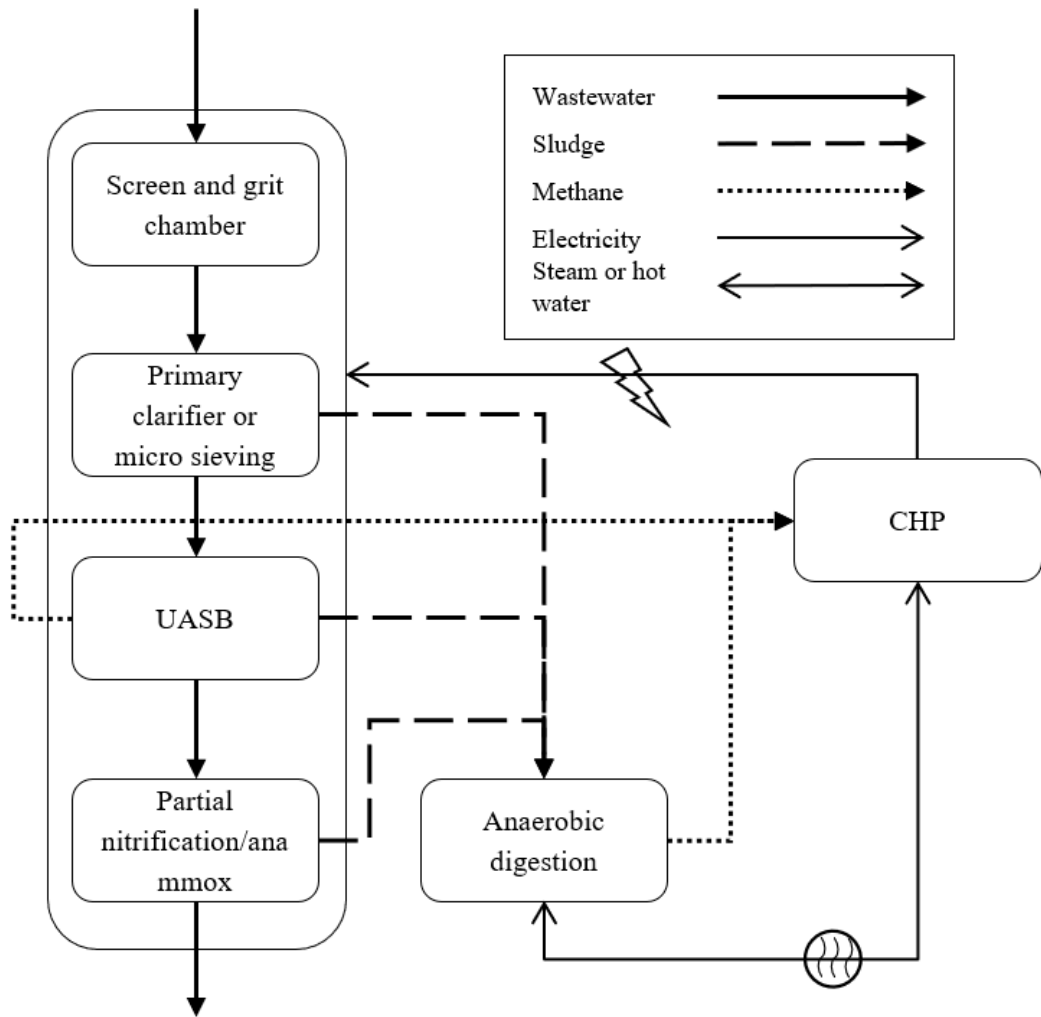 Wastewater
Sludge
Methane
Electricity
Steam or hot
water
Screen and grit
chamber
Primary
clarifier or
micro sieving
CHP
UASB
Partial
nitrification/ana
mmox
Anaerobic
digestion